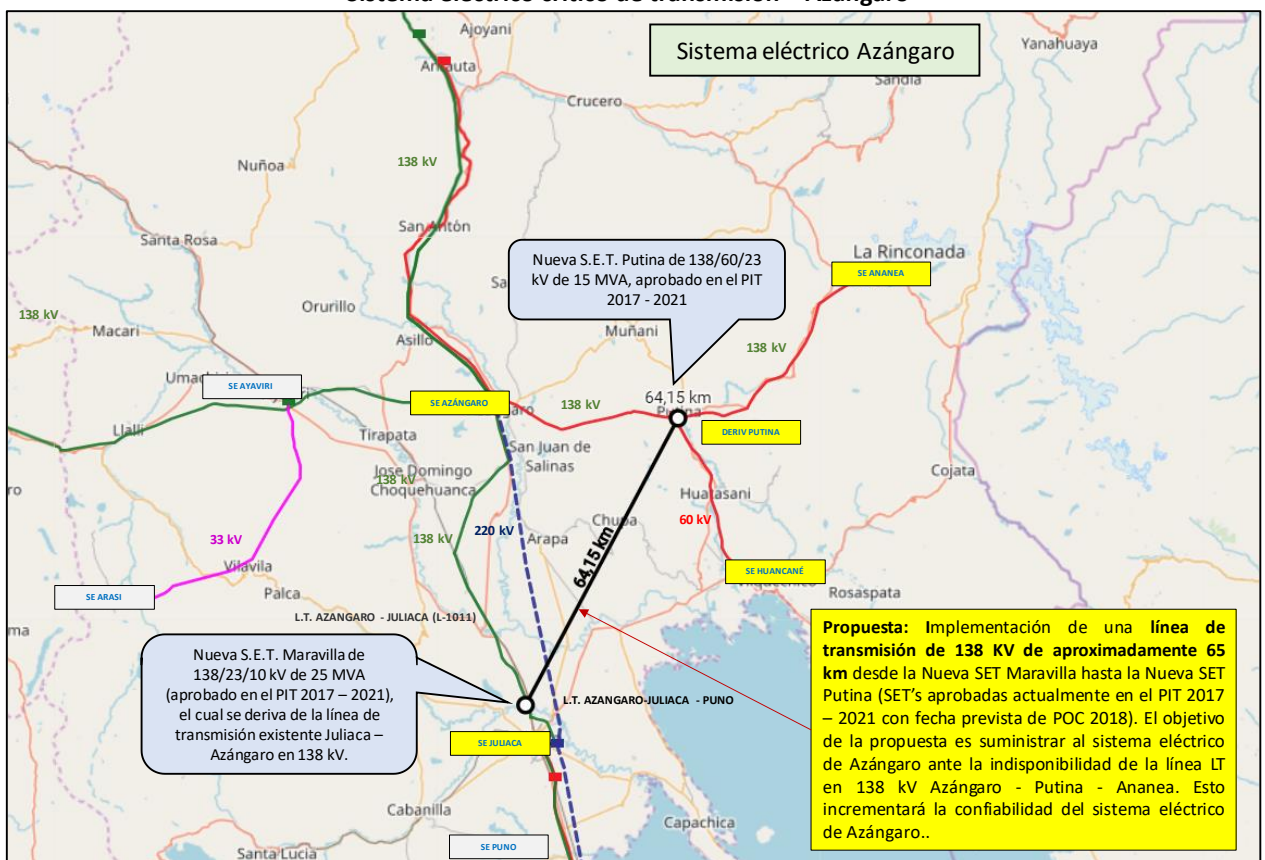 Sistema eléctrico crítico de transmisión – Azángaro
Sistema eléctrico Azángaro
Ajoyani
Yanahuaya
Sandia
Crucero
138 kV
Nuñoa
San Antón
Santa Rosa
La Rinconada
SE ANANEA
Nueva S.E.T. Putina de 138/60/23
kV de 15 MVA, aprobado en el PIT
2017 - 2021
Orurillo
138 kV
Macari
Asillo
Muñani
138 kV
SE AYAVIRI
SE AZÁNGARO
138 kV
64,15 km
Putina
DERIV PUTINA
Llalli
Tirapata
San Juan de
Salinas
Jose Domingo
Choquehuanca
138 kV
Cojata
Huatasani
33 kV
138 kV
220 kV
Chupa
Arapa
60 kV
64,15 km
SE HUANCANÉ
Vilavila
Palca
SE ARASI
Rosaspata
L.T. AZANGARO - JULIACA (L-1011)
Nueva S.E.T. Maravilla de
138/23/10 kV de 25 MVA
(aprobado en el PIT 2017 – 2021),
el cual se deriva de la línea de
transmisión existente Juliaca –
Azángaro en 138 kV.
L.T. AZANGARO-JULIACA - PUNO
SE JULIACA
Propuesta: Implementación de una línea de
transmisión de 138 KV de aproximadamente 65
km desde la Nueva SET Maravilla hasta la Nueva SET
Putina (SET's aprobadas actualmente en el PIT 2017
– 2021 con fecha prevista de POC 2018). El objetivo
de la propuesta es suministrar al sistema eléctrico
de Azángaro ante la indisponibilidad de la línea LT
en 138 kV Azángaro - Putina - Ananea. Esto
incrementará la confiabilidad del sistema eléctrico
de Azángaro..
Cabanilla
Capachica
Santa Lucia
SE PUNO